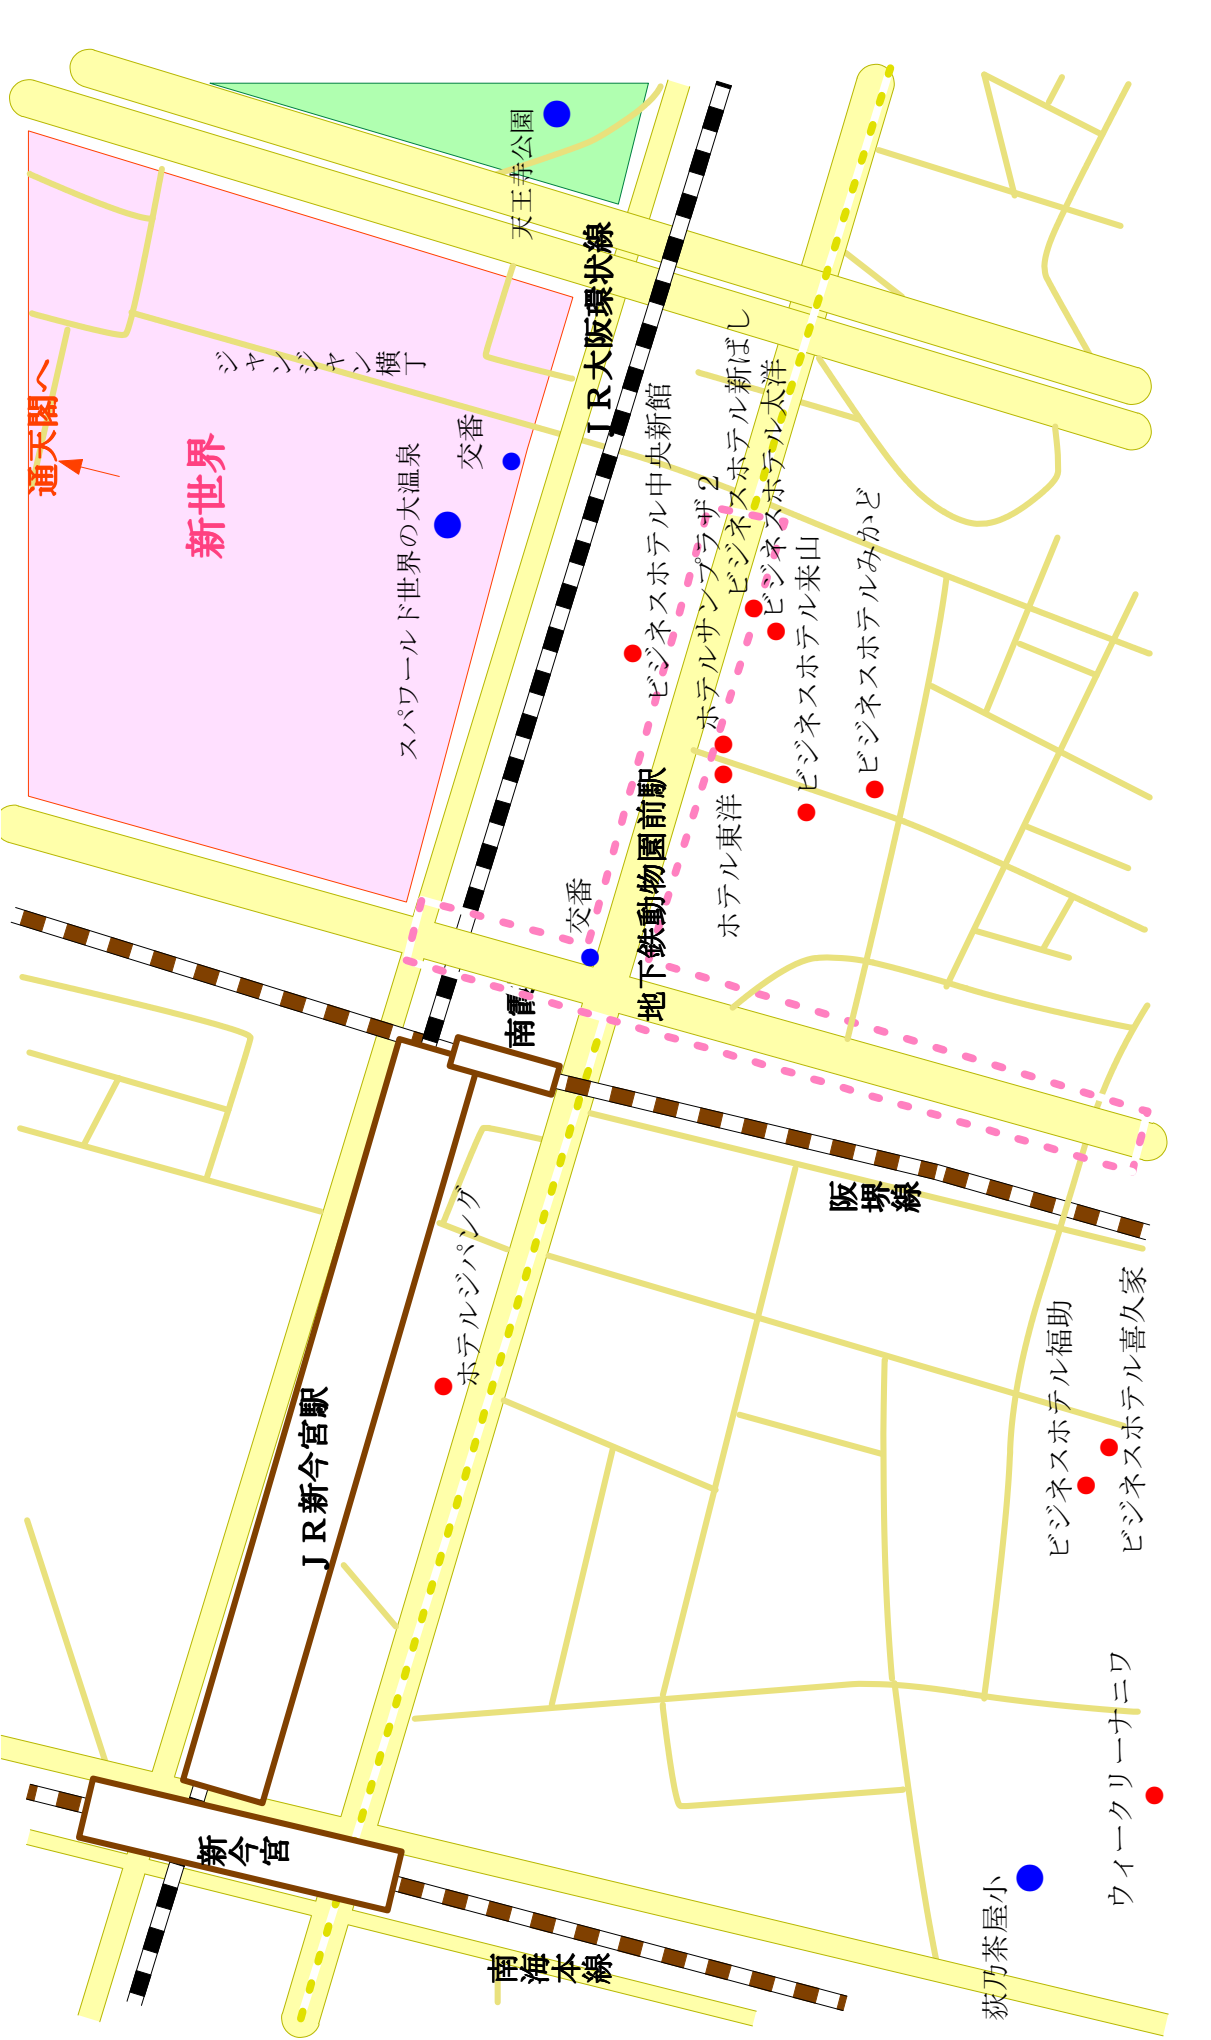 通天閣へ
新世界
ジャンジャン横丁
天王寺公園
交番
スパワールド世界の大温泉
ＪＲ大阪環状線
ビジネスホテル中央新館
ホテルサンプラザ２
ビジネスホテル新ばし
ビジネスホテル太洋
ビジネスホテル来山
ビジネスホテルみかど
ホテル東洋
地下鉄動物園前駅
交番
南霞
阪堺線
ホテルジパング
ＪＲ新今宮駅
ビジネスホテル福助
ビジネスホテル喜久家
ウィークリーナニワ
荻乃茶屋小
新今宮
南海本線